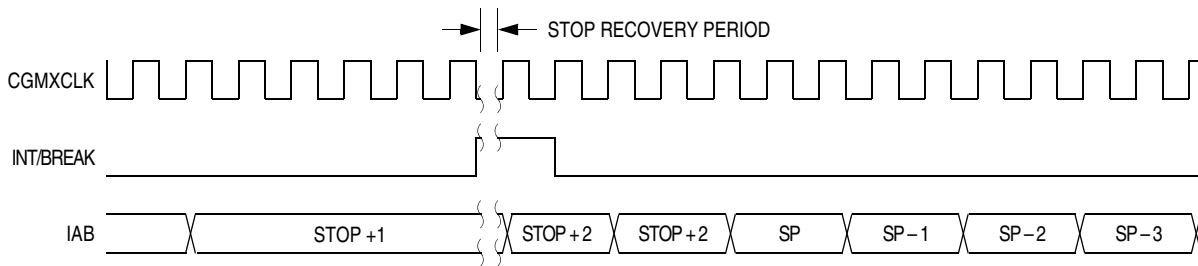 STOP RECOVERY PERIOD
CGMXCLK
INT/BREAK
IAB STOP +1 STOP + 2 STOP + 2 SP SP – 1 SP – 2 SP – 3